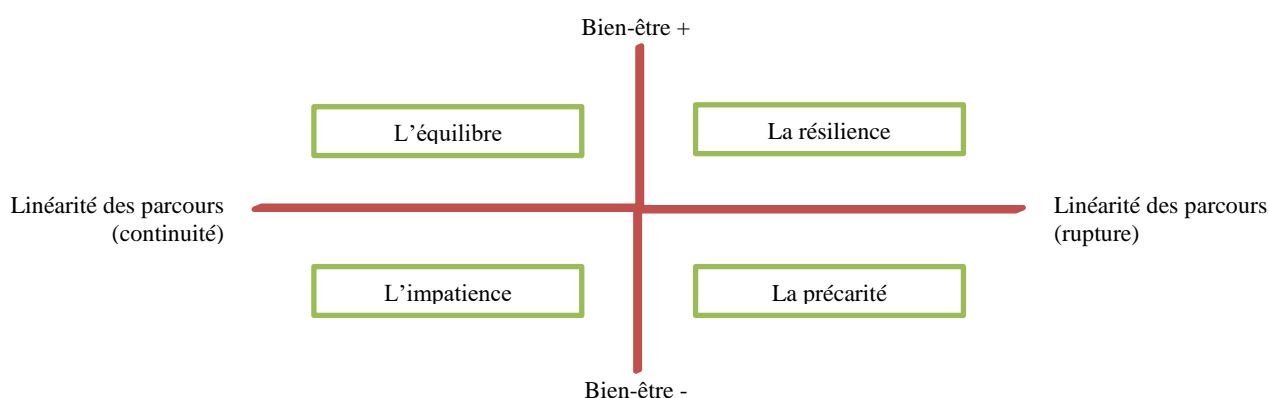 Bien-être +
L’équilibre
La résilience
Linéarité des parcours
(continuité)
Linéarité des parcours
(rupture)
L’impatience
La précarité
Bien-être -